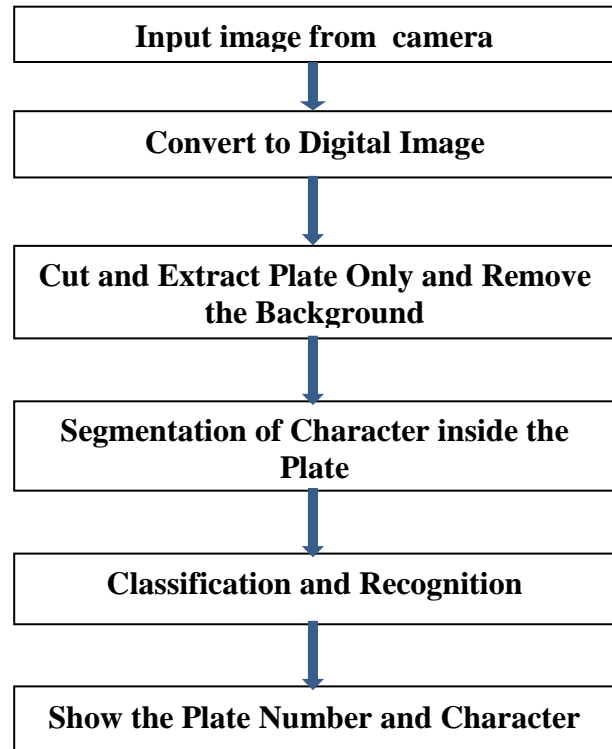 Input image from camera
Convert to Digital Image
Cut and Extract Plate Only and Remove
the Background
Segmentation of Character inside the
Plate
Classification and Recognition
Show the Plate Number and Character